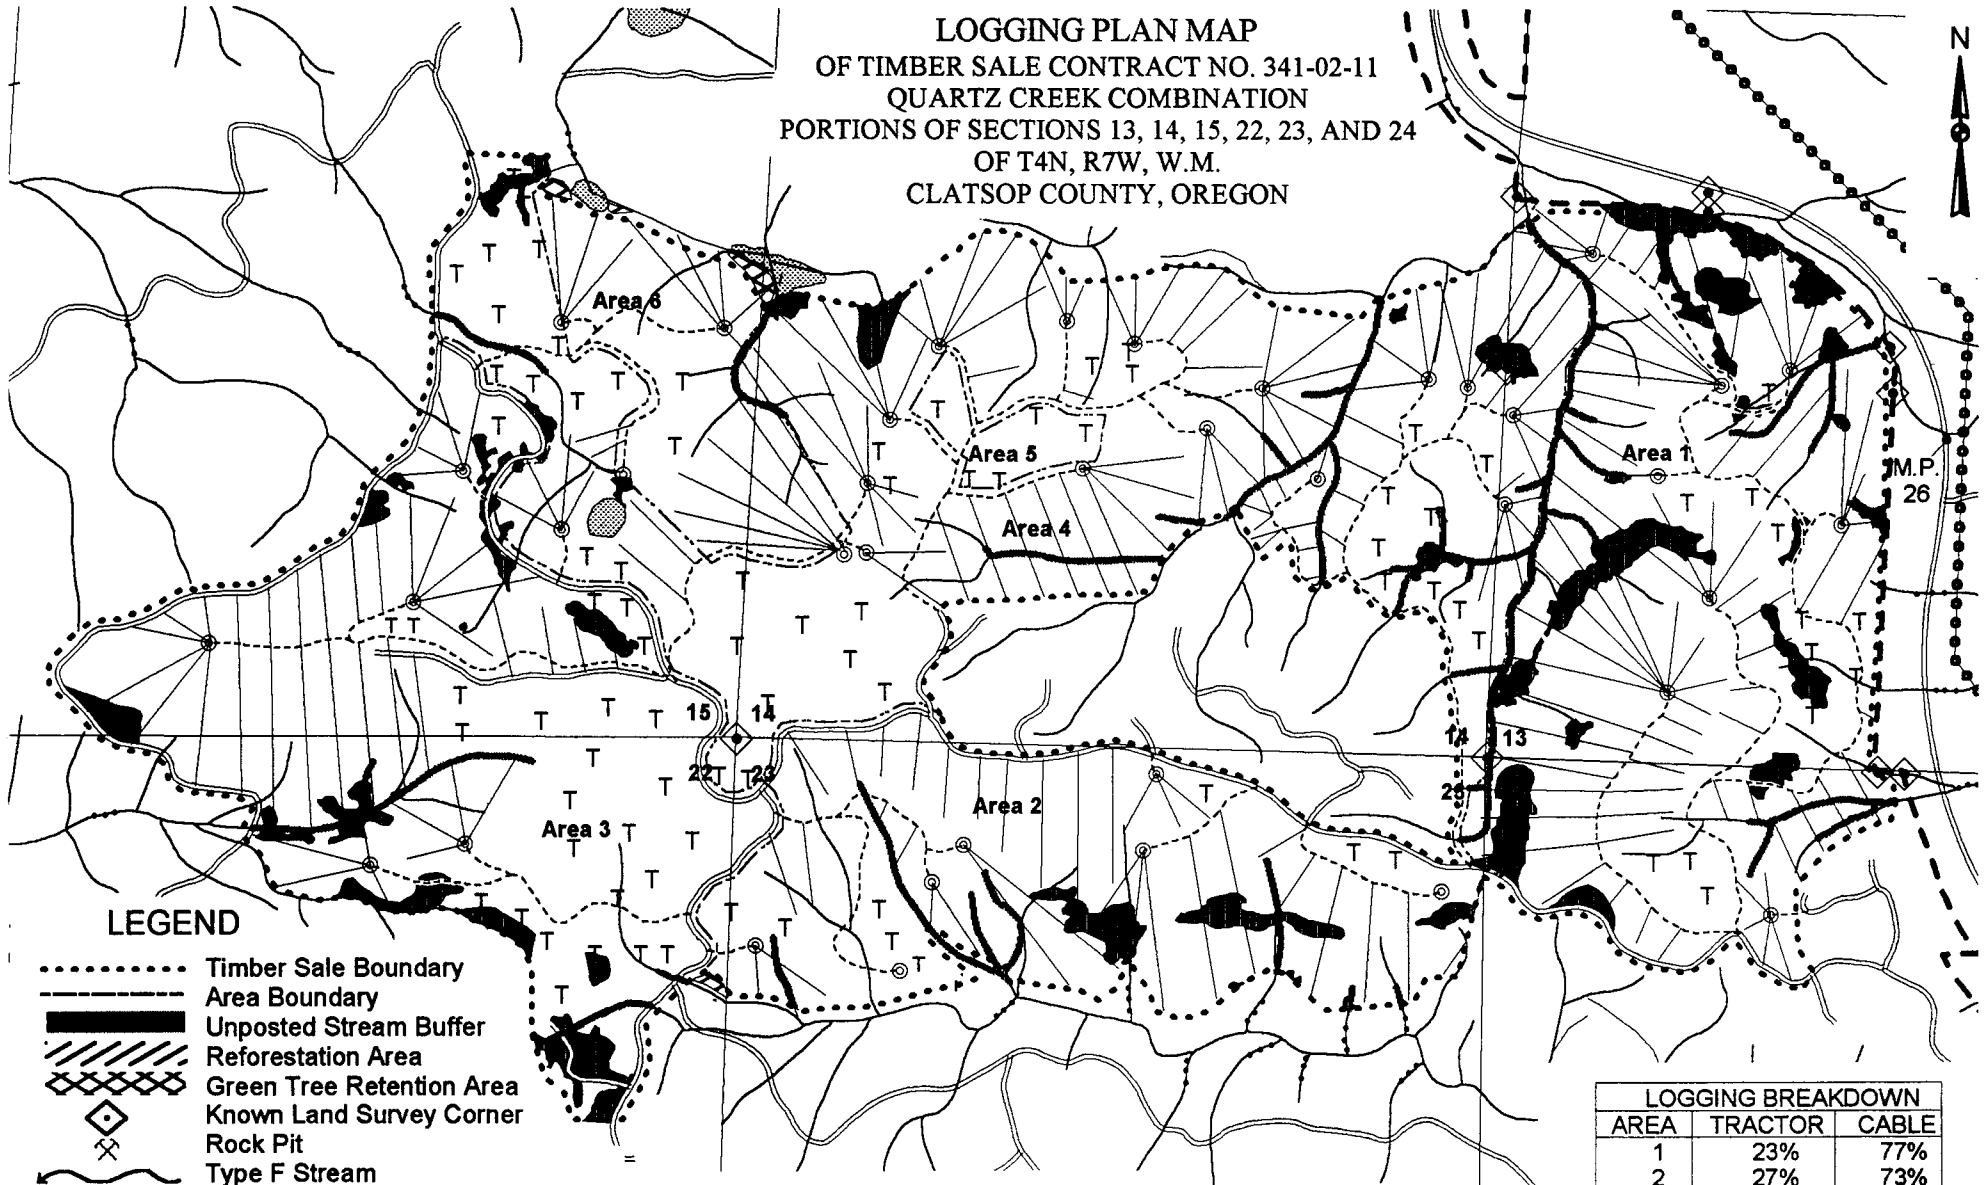 LOGGING PLAN MAP
OF TIMBER SALE CONTRACT NO. 341-02-11
QUARTZ CREEK COMBINATION
PORTIONS OF SECTIONS 13, 14, 15, 22, 23, AND 24
OF T4N, R7W, W.M.
CLATSOP COUNTY, OREGON
N
Area 6
Area 5
Area 1
M.P.
26
Area 4
15 14
14 13
22 23
Area 2
Area 3
LEGEND
Timber Sale Boundary
Area Boundary
Unposted Stream Buffer
Reforestation Area
Green Tree Retention Area
Known Land Survey Corner
Rock Pit
Type F Stream
LOGGING BREAKDOWN
AREA TRACTOR CABLE
1 23% 77%
2 27% 73%